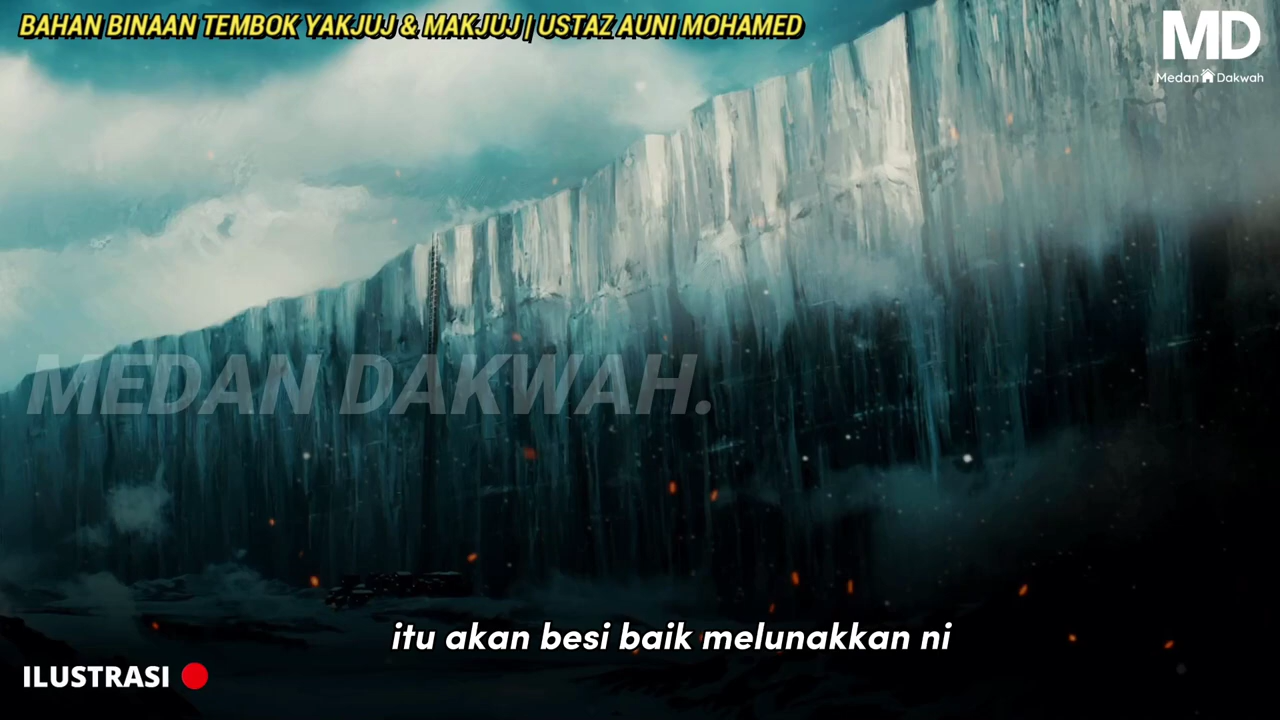 BAHAN BINAAN TEMBOK YAKJUJ & MAKJUJ | USTAZ AUNI MOHAMED
MD
Medan Dakwah
MEDAN DAKWAH.
itu akan besi baik melunakkan ni
ILUSTRASI